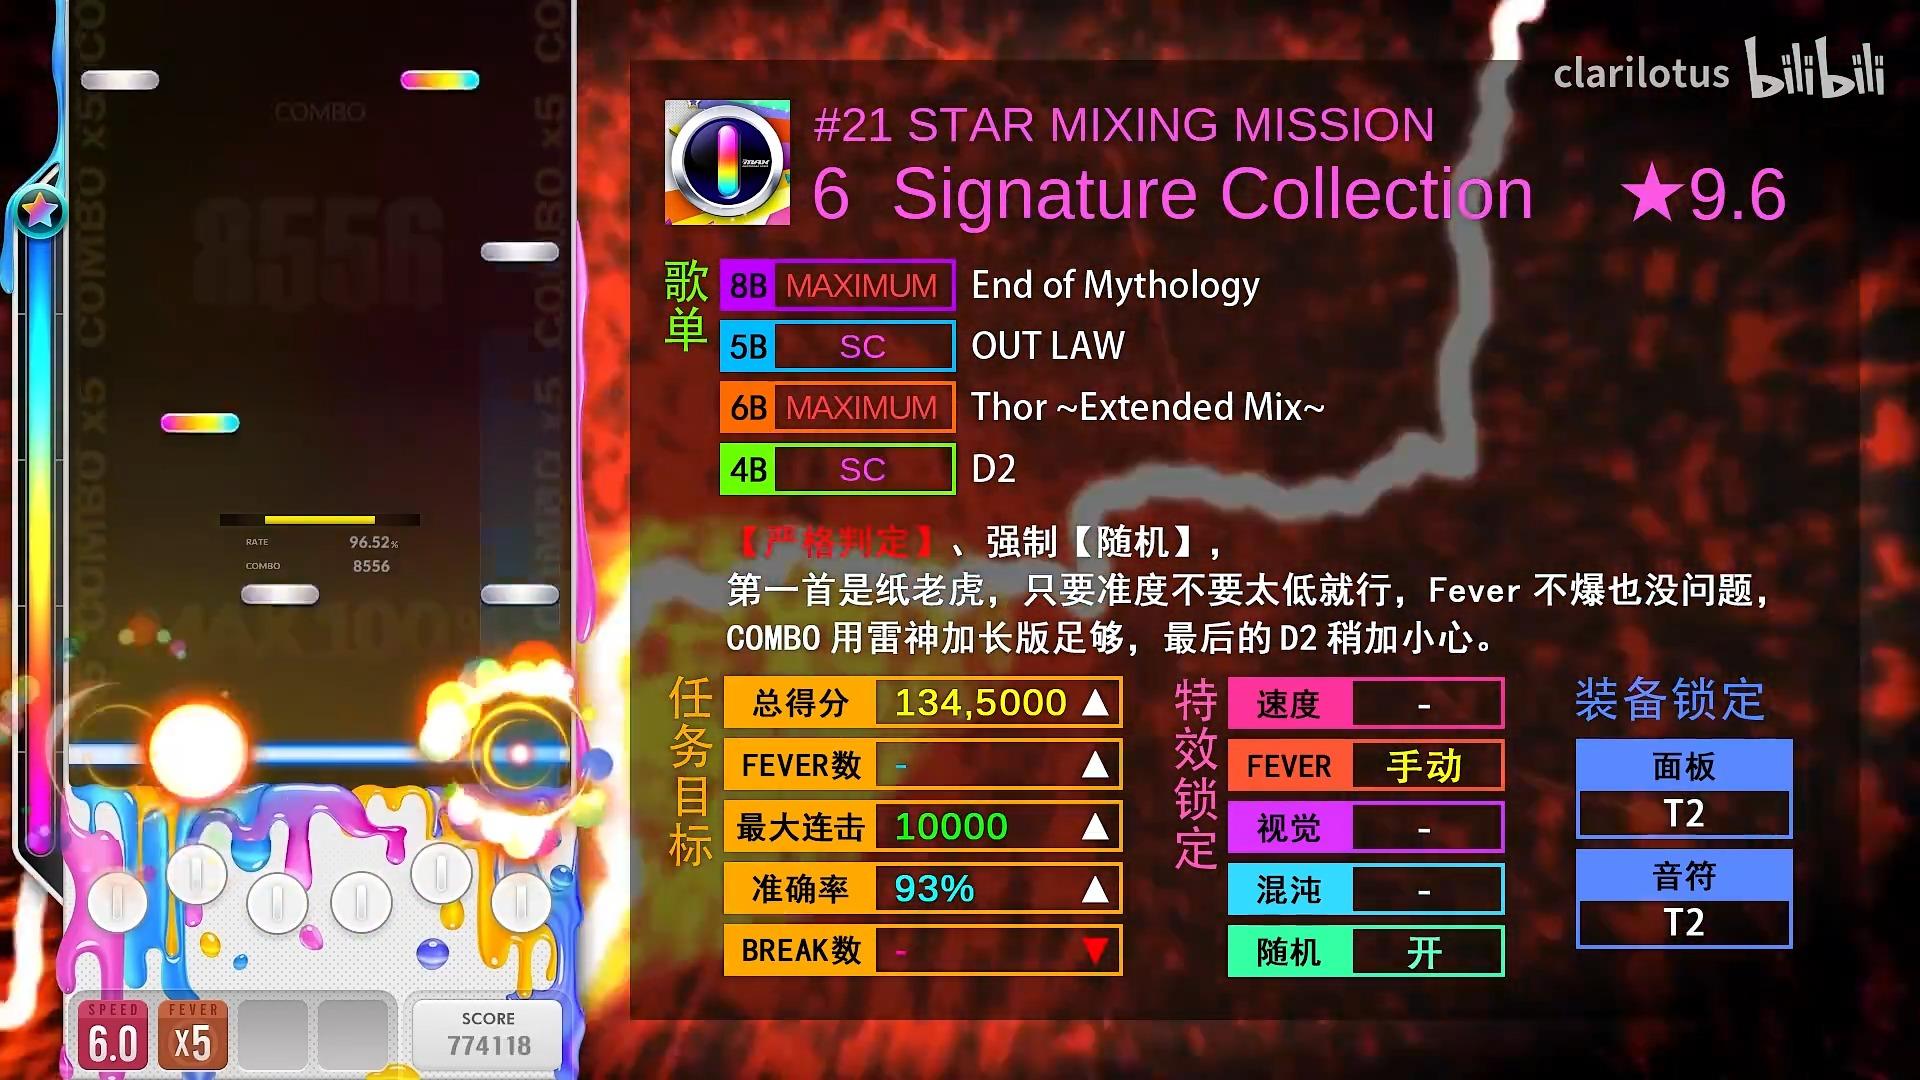 clarilotus bilibili
#21 STAR MIXING MISSION
6 Signature Collection ★9.6
歌单
8B MAXIMUM End of Mythology
5B SC OUT LAW
6B MAXIMUM Thor ~Extended Mix~
4B SC D2
【严格判定】、强制【随机】,
第一首是纸老虎，只要准度不要太低就行，Fever 不爆也没问题，
COMBO 用雷神加长版足够，最后的 D2 稍加小心。
任务目标
总得分 134,5000 ▲
FEVER数 - ▲
最大连击 10000 ▲
准确率 93% ▲
BREAK数 - ▼
特效锁定
速度 -
FEVER 手动
视觉 -
混沌 -
随机 开
装备锁定
面板
T2
音符
T2
COMBO
8556
RATE 96.52%
COMBO 8556
MAX 100%
COMBO x5
SPEED
6.0
FEVER
x5
SCORE
774118